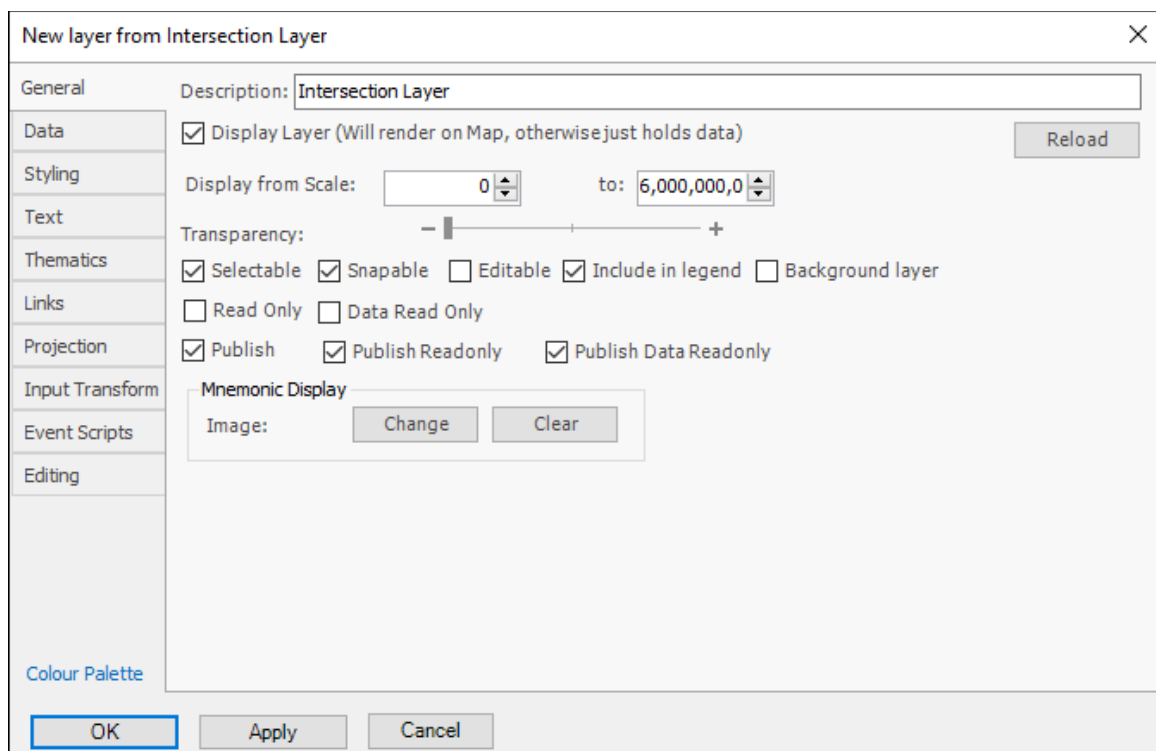 New layer from Intersection Layer
General
Data
Styling
Text
Thematics
Links
Projection
Input Transform
Event Scripts
Editing
Colour Palette
Description: Intersection Layer
Display Layer (Will render on Map, otherwise just holds data)
Reload
Display from Scale: 0 to: 6,000,000,0
Transparency: − +
Selectable Snapable Editable Include in legend Background layer
Read Only Data Read Only
Publish Publish Readonly Publish Data Readonly
Mnemonic Display
Image: Change Clear
OK Apply Cancel